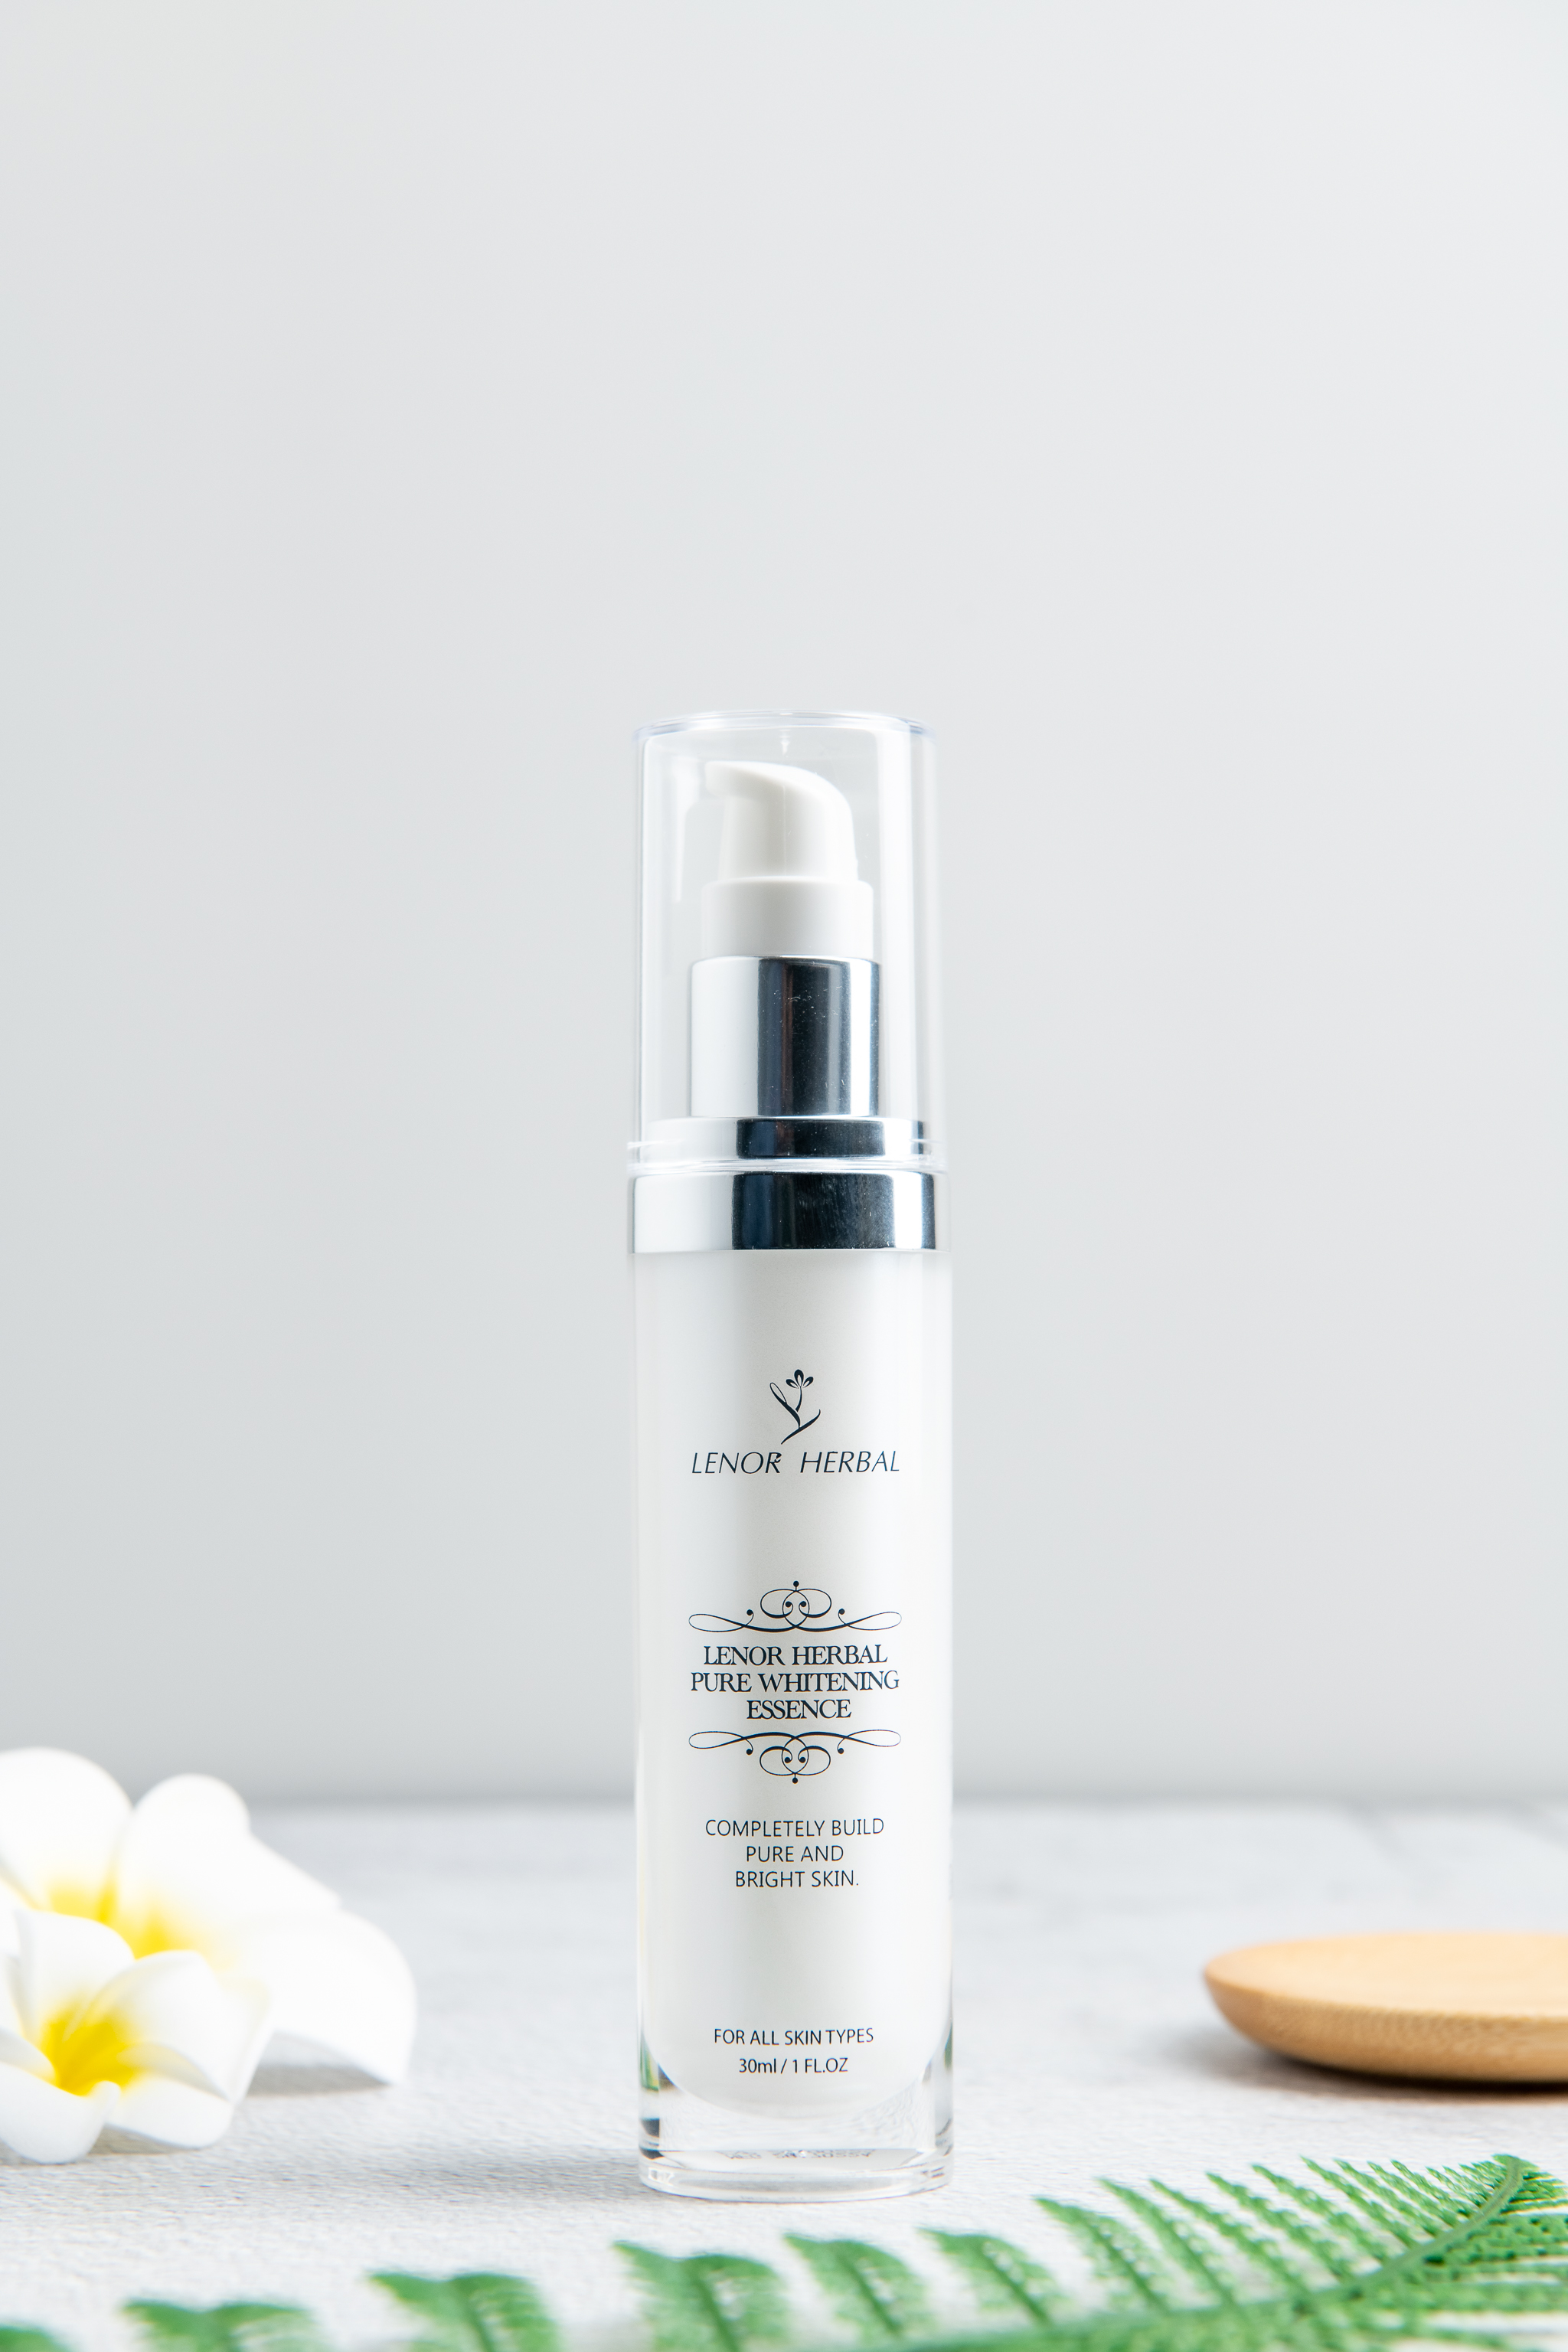 LENOR HERBAL
LENOR HERBAL
PURE WHITENING
ESSENCE
COMPLETELY BUILD
PURE AND
BRIGHT SKIN.
FOR ALL SKIN TYPES
30ml / 1 FL.OZ